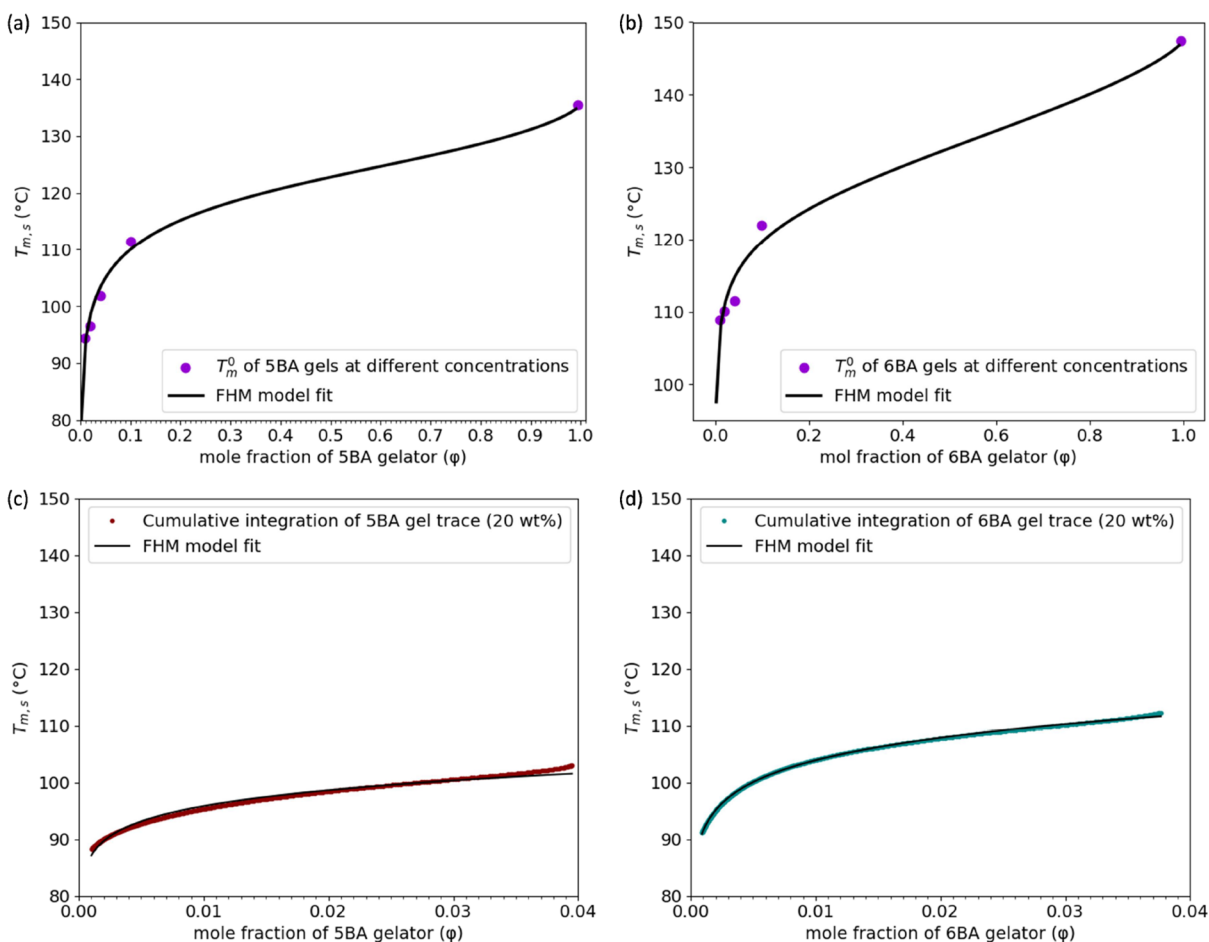 (a)
150
140
130
120
110
100
90
80
T_{m,s} (°C)
T_m^0 of 5BA gels at different concentrations
FHM model fit
0.0 0.1 0.2 0.3 0.4 0.5 0.6 0.7 0.8 0.9 1.0
mole fraction of 5BA gelator (φ)
(b)
150
140
130
120
110
100
T_{m,s} (°C)
T_m^0 of 6BA gels at different concentrations
FHM model fit
0.0 0.2 0.4 0.6 0.8 1.0
mol fraction of 6BA gelator (φ)
(c)
150
140
130
120
110
100
90
80
T_{m,s} (°C)
Cumulative integration of 5BA gel trace (20 wt%)
FHM model fit
0.00 0.01 0.02 0.03 0.04
mole fraction of 5BA gelator (φ)
(d)
150
140
130
120
110
100
90
80
T_{m,s} (°C)
Cumulative integration of 6BA gel trace (20 wt%)
FHM model fit
0.00 0.01 0.02 0.03 0.04
mole fraction of 6BA gelator (φ)